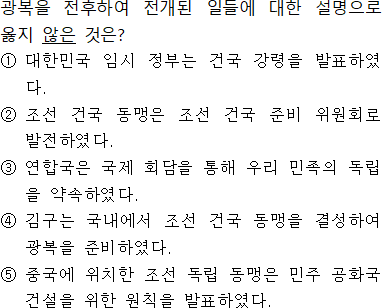 광복을 전후하여 전개된 일들에 대한 설명으로
옳지 않은 것은?
① 대한민국 임시 정부는 건국 강령을 발표하였
다.
② 조선 건국 동맹은 조선 건국 준비 위원회로
발전하였다.
③ 연합국은 국제 회담을 통해 우리 민족의 독립
을 약속하였다.
④ 김구는 국내에서 조선 건국 동맹을 결성하여
광복을 준비하였다.
⑤ 중국에 위치한 조선 독립 동맹은 민주 공화국
건설을 위한 원칙을 발표하였다.